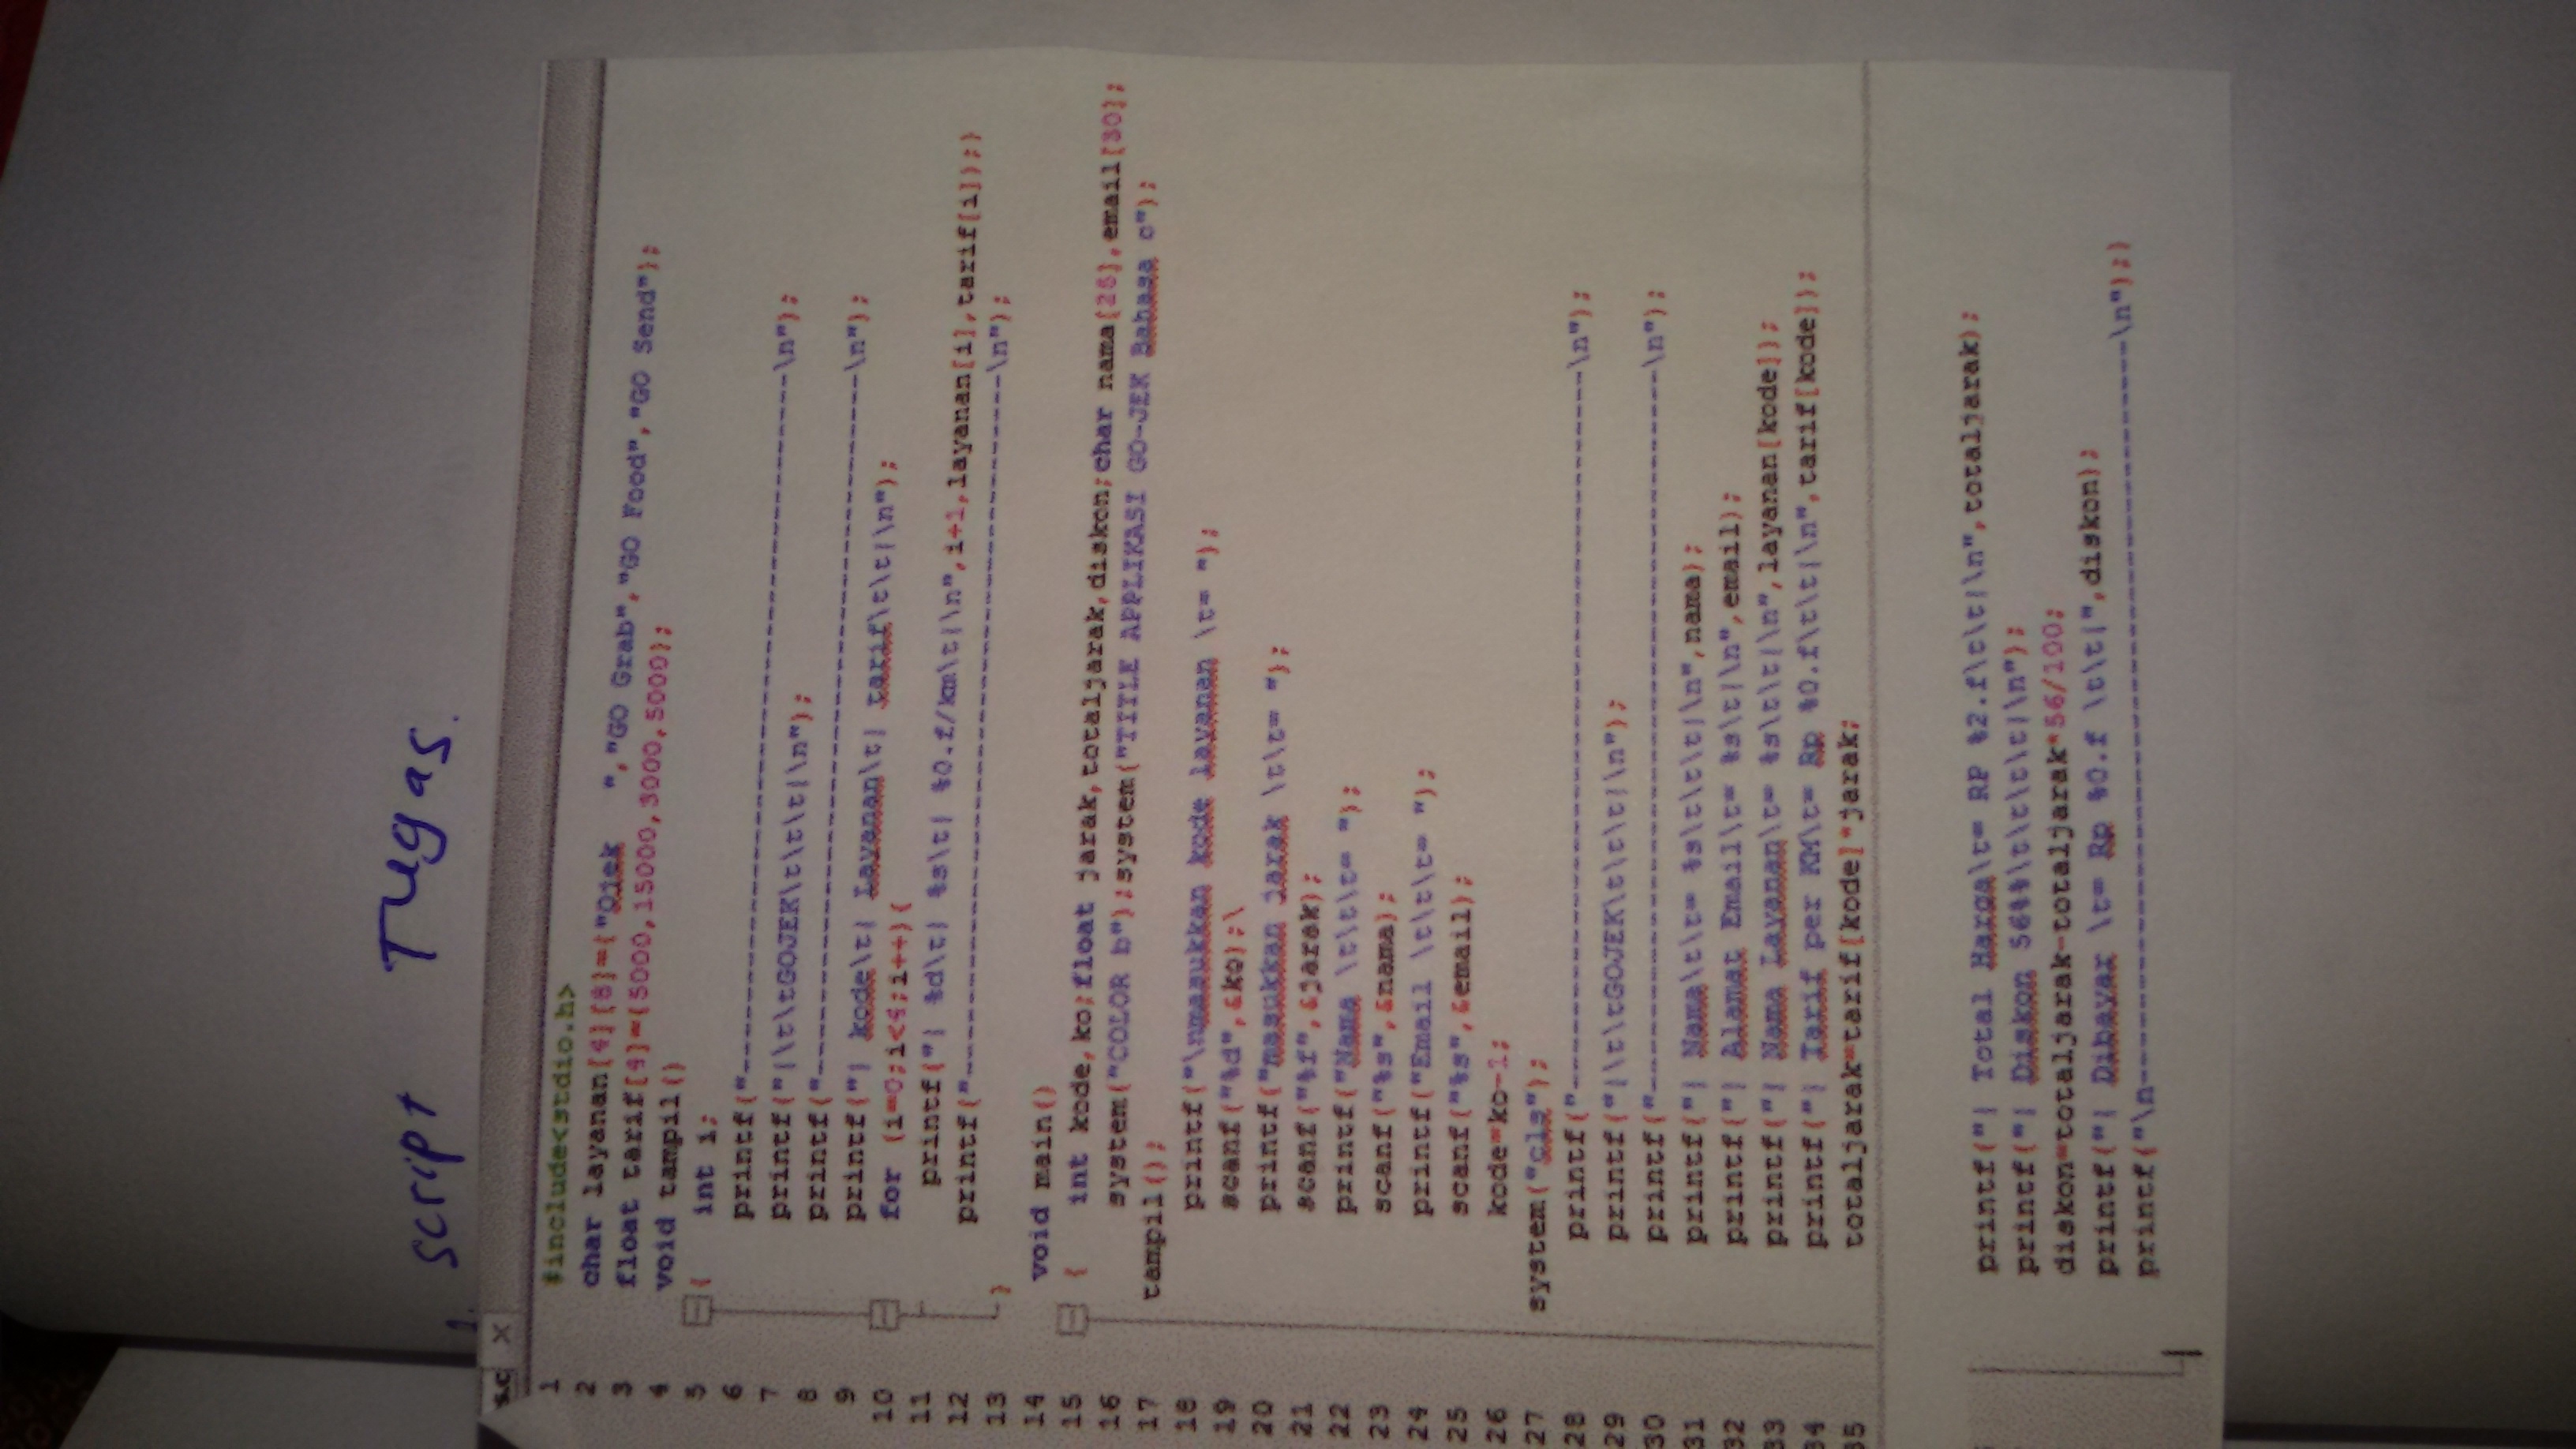 1. script Tugas.
s.c ×
1 #include<stdio.h>
2 char layanan[4][8]={"Ojek   ","GO Grab","GO Food","GO Send"};
3 float tarif[4]={5000,15000,3000,5000};
4 void tampil()
5 { int i;
6 printf("--------------------------------------------------\n");
7 printf("|\t\tGOJEK\t\t\t|\n");
8 printf("--------------------------------------------------\n");
9 printf("| kode\t| Layanan\t| tarif\t\t|\n");
10 for (i=0;i<4;i++){
11 printf("| %d\t| %s\t| %0.f/km\t|\n",i+1,layanan[i],tarif[i]);}
12 printf("--------------------------------------------------\n");
13 }
14 void main()
15 { int kode,ko;float jarak,totaljarak,diskon;char nama[25],email[30];
16 system("COLOR b");system("TITLE APPLIKASI GO-JEK Bahasa c");
17 tampil();
18 printf("\nmasukkan kode layanan \t= ");
19 scanf("%d",&ko);\
20 printf("masukkan jarak \t\t= ");
21 scanf("%f",&jarak);
22 printf("Nama \t\t\t= ");
23 scanf("%s",&nama);
24 printf("Email \t\t\t= ");
25 scanf("%s",&email);
26 kode=ko-1;
27 system("cls");
28 printf("--------------------------------------------------\n");
29 printf("|\t\tGOJEK\t\t\t|\n");
30 printf("--------------------------------------------------\n");
31 printf("| Nama\t\t= %s\t\t\t|\n",nama);
32 printf("| Alamat Email\t= %s\t|\n",email);
33 printf("| Nama Layanan\t= %s\t\t|\n",layanan[kode]);
34 printf("| Tarif per KM\t= Rp %0.f\t\t|\n",tarif[kode]);
35 totaljarak=tarif[kode]*jarak;
printf("| Total Harga\t= RP %2.f\t\t|\n",totaljarak);
printf("| Diskon 56%%\t\t\t\t|\n");
diskon=totaljarak-totaljarak*56/100;
printf("| Dibayar \t= Rp %0.f \t\t|",diskon);
printf("\n--------------------------------------------------\n");}